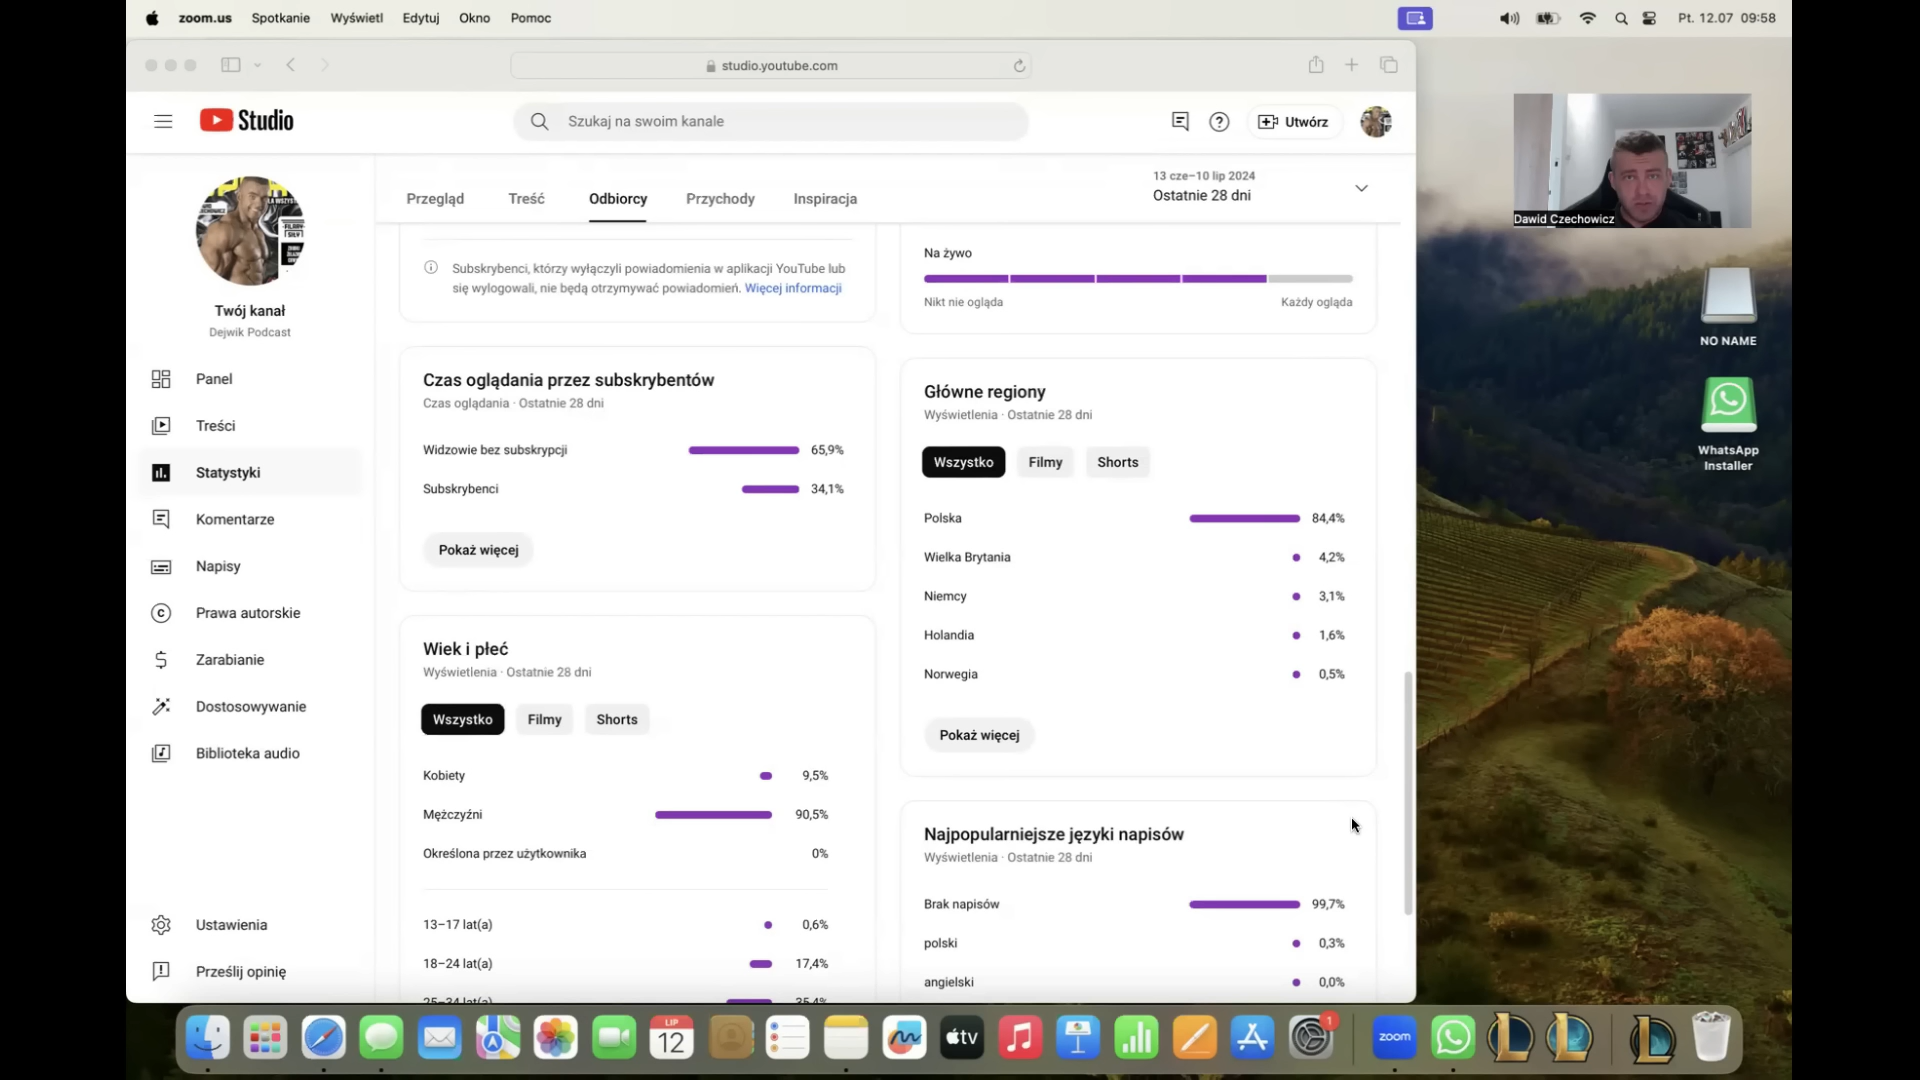 zoom.us Spotkanie Wyświetl Edytuj Okno Pomoc
Pt. 12.07 09:58
studio.youtube.com
Studio
Szukaj na swoim kanale
Utwórz
Dawid Czechowicz
Twój kanał
Dejwik Podcast
Panel
Treści
Statystyki
Komentarze
Napisy
Prawa autorskie
Zarabianie
Dostosowywanie
Biblioteka audio
Ustawienia
Prześlij opinię
Przegląd Treść Odbiorcy Przychody Inspiracja
13 cze–10 lip 2024
Ostatnie 28 dni
Subskrybenci, którzy wyłączyli powiadomienia w aplikacji YouTube lub
się wylogowali, nie będą otrzymywać powiadomień. Więcej informacji
Czas oglądania przez subskrybentów
Czas oglądania · Ostatnie 28 dni
Widzowie bez subskrypcji 65,9%
Subskrybenci 34,1%
Pokaż więcej
Wiek i płeć
Wyświetlenia · Ostatnie 28 dni
Wszystko Filmy Shorts
Kobiety 9,5%
Mężczyźni 90,5%
Określona przez użytkownika 0%
13–17 lat(a) 0,6%
18–24 lat(a) 17,4%
25–34 lat(a) 35,4%
Na żywo
Nikt nie ogląda Każdy ogląda
Główne regiony
Wyświetlenia · Ostatnie 28 dni
Wszystko Filmy Shorts
Polska 84,4%
Wielka Brytania 4,2%
Niemcy 3,1%
Holandia 1,6%
Norwegia 0,5%
Pokaż więcej
Najpopularniejsze języki napisów
Wyświetlenia · Ostatnie 28 dni
Brak napisów 99,7%
polski 0,3%
angielski 0,0%
NO NAME
WhatsApp
Installer
LIP
12
tv
1
zoom